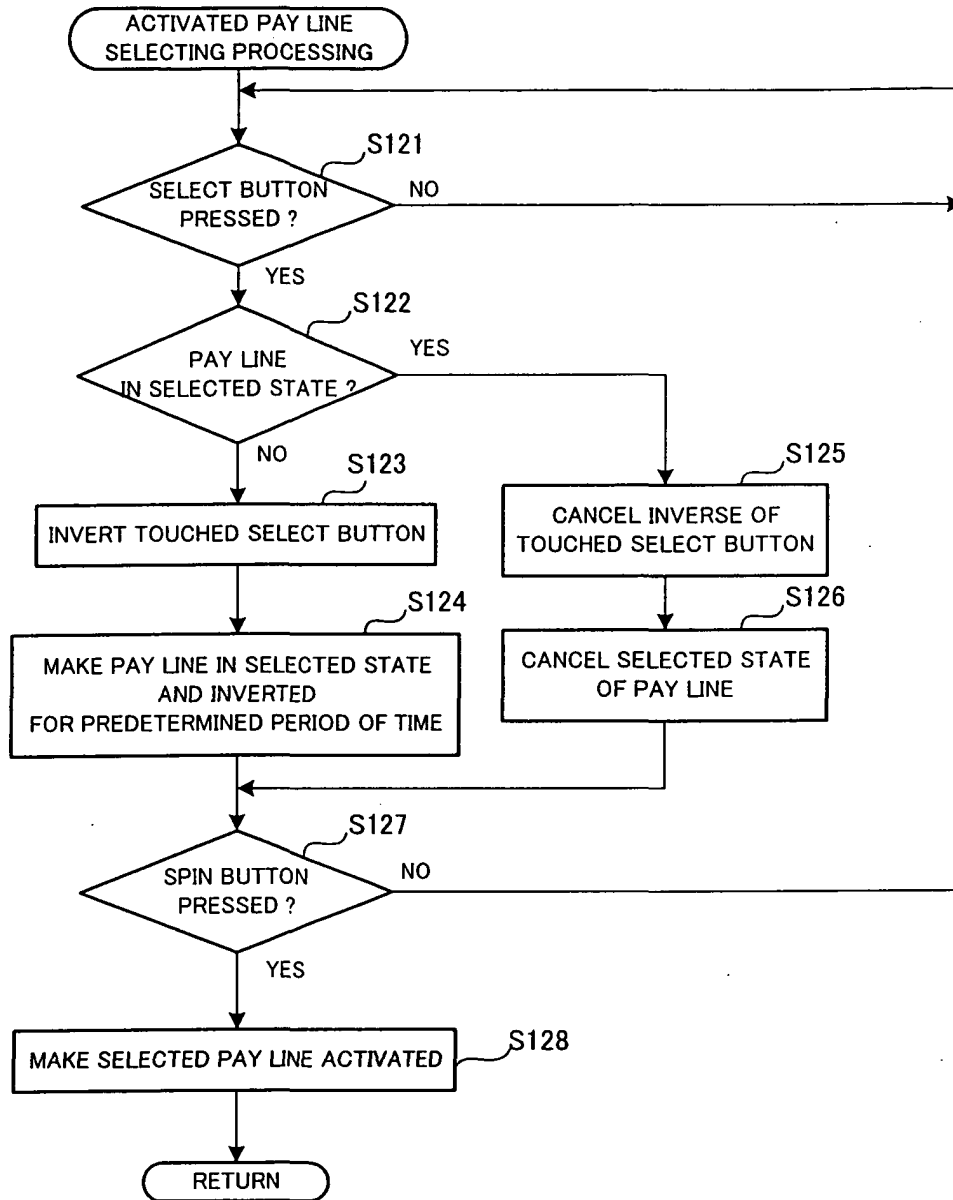 ACTIVATED PAY LINE
SELECTING PROCESSING
S121
SELECT BUTTON
PRESSED ?
NO
YES
S122
PAY LINE
IN SELECTED STATE ?
YES
NO
S123
INVERT TOUCHED SELECT BUTTON
S125
CANCEL INVERSE OF
TOUCHED SELECT BUTTON
S124
MAKE PAY LINE IN SELECTED STATE
AND INVERTED
FOR PREDETERMINED PERIOD OF TIME
S126
CANCEL SELECTED STATE
OF PAY LINE
S127
SPIN BUTTON
PRESSED ?
NO
YES
S128
MAKE SELECTED PAY LINE ACTIVATED
RETURN